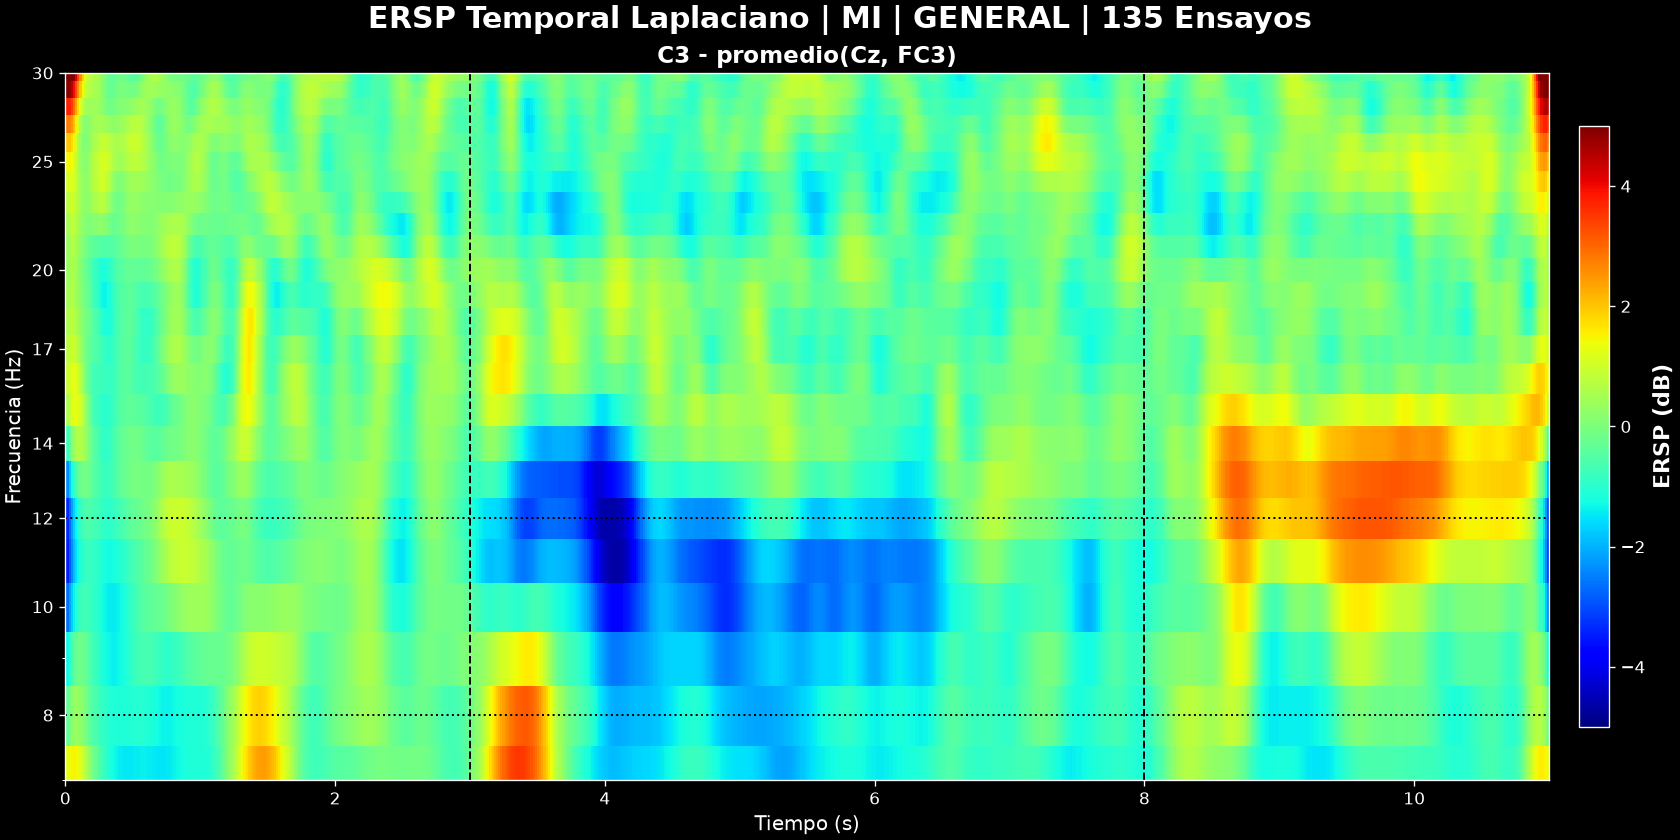 ERSP Temporal Laplaciano | MI | GENERAL | 135 Ensayos
C3 - promedio(Cz, FC3)
Frecuencia (Hz)
30
25
20
17
14
12
10
8
0 2 4 6 8 10
Tiempo (s)
4
2
0
−2
−4
ERSP (dB)